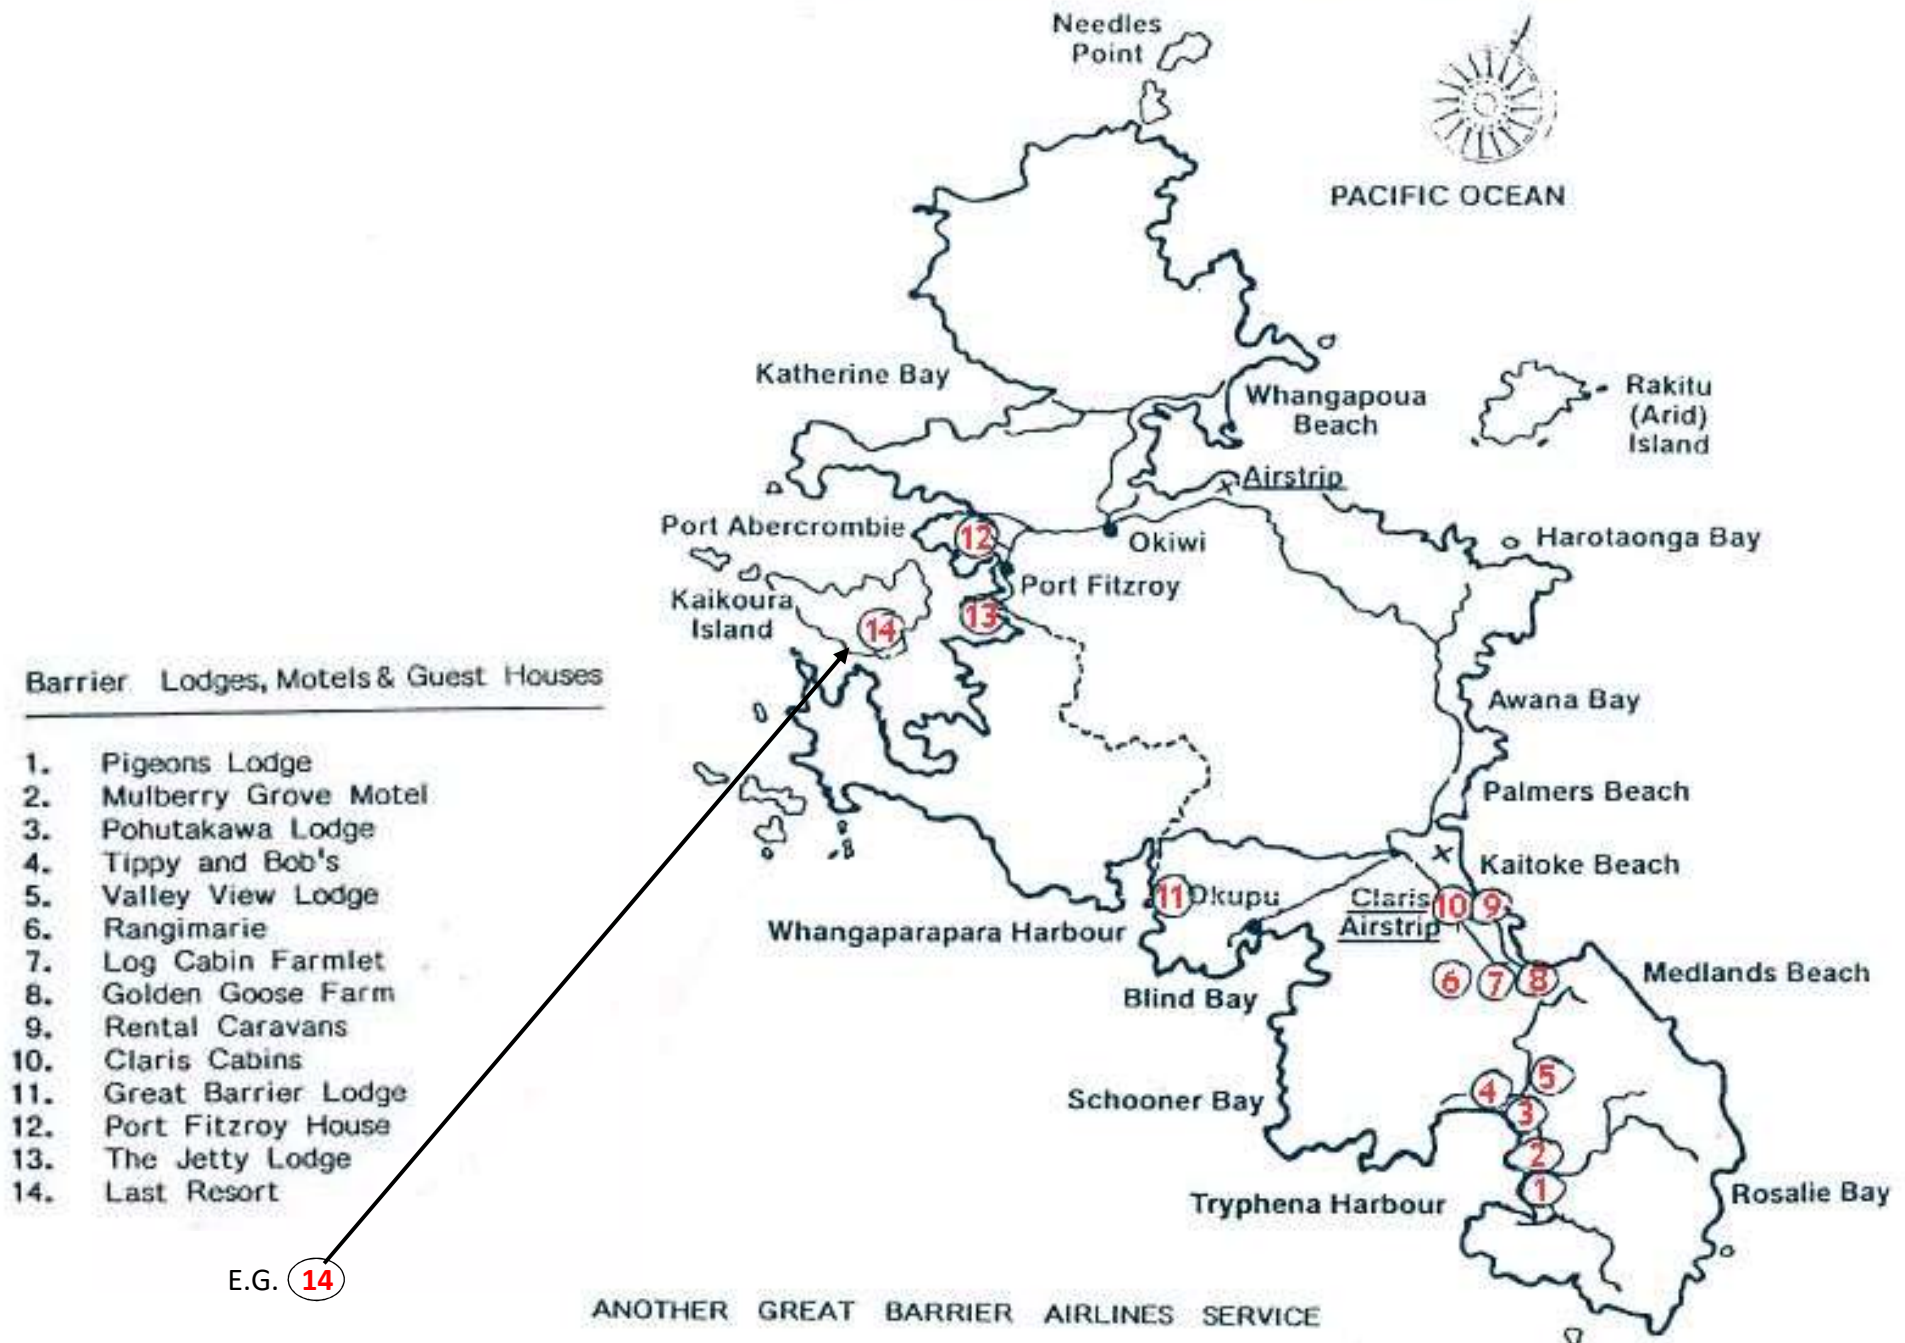 Needles
Point
PACIFIC OCEAN
Katherine Bay
Whangapoua
Beach
Rakitu
(Arid)
Island
Airstrip
Port Abercrombie
12
Okiwi
Harotaonga Bay
Port Fitzroy
Kaikoura
Island
14
13
Barrier Lodges, Motels & Guest Houses
Awana Bay
1. Pigeons Lodge
2. Mulberry Grove Motel
3. Pohutakawa Lodge
4. Tippy and Bob's
5. Valley View Lodge
6. Rangimarie
7. Log Cabin Farmlet
8. Golden Goose Farm
9. Rental Caravans
10. Claris Cabins
11. Great Barrier Lodge
12. Port Fitzroy House
13. The Jetty Lodge
14. Last Resort
Palmers Beach
Kaitoke Beach
11 Okupu
Claris
Airstrip
10
9
Whangaparapara Harbour
6
7
8
Medlands Beach
Blind Bay
5
4
3
Schooner Bay
2
1
Tryphena Harbour
Rosalie Bay
E.G. 14
ANOTHER GREAT BARRIER AIRLINES SERVICE